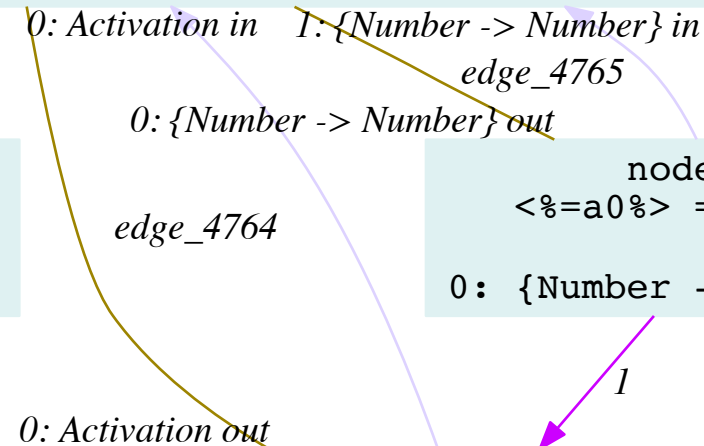 0: Activation in
1: {Number -> Number} in
edge_4765
0: {Number -> Number} out
<%=a0%>
edge_4764
0: {Number
1
0: Activation out